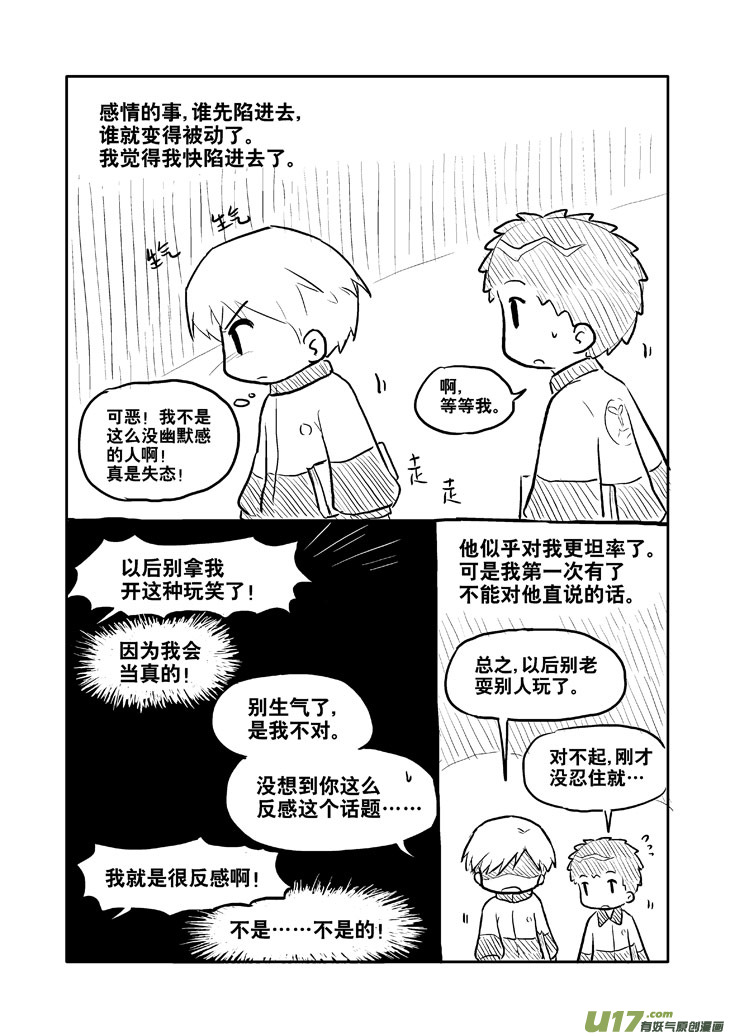 感情的事，谁先陷进去，
谁就变得被动了。
我觉得我快陷进去了。
生气
生气
啊，
等等我。
可恶！我不是
这么没幽默感
的人啊！
真是失态！
走
走
以后别拿我
开这种玩笑了！
因为我会
当真的！
别生气了，
是我不对。
没想到你这么
反感这个话题……
我就是很反感啊！
不是……不是的！
他似乎对我更坦率了。
可是我第一次有了
不能对他直说的话。
总之，以后别老
耍别人玩了。
对不起，刚才
没忍住就…
U17.com
有妖气原创漫画